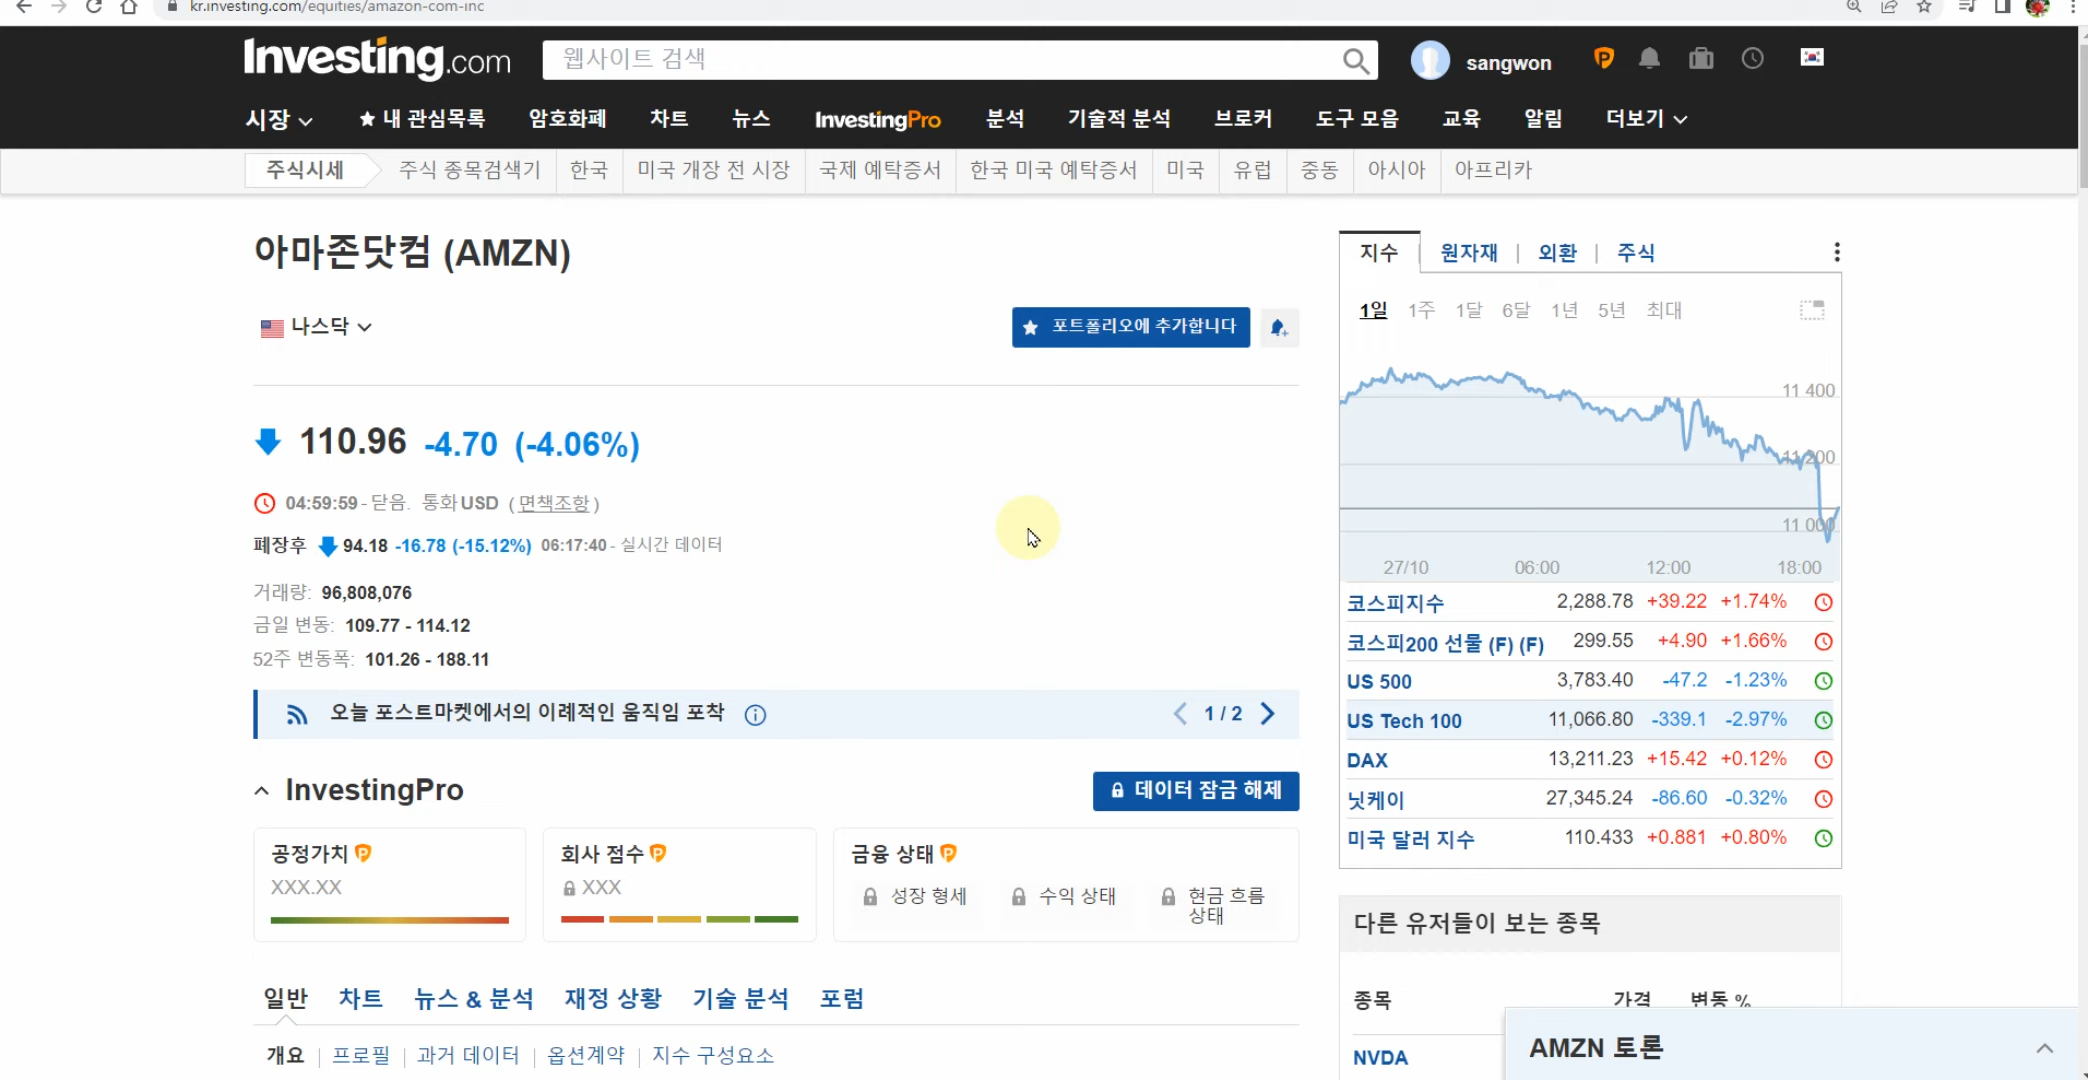 kr.investing.com/equities/amazon-com-inc
Investing.com
웹사이트 검색
sangwon
시장
내 관심목록
암호화폐
차트
뉴스
InvestingPro
분석
기술적 분석
브로커
도구 모음
교육
알림
더보기
주식시세
주식 종목검색기
한국
미국 개장 전 시장
국제 예탁증서
한국 미국 예탁증서
미국
유럽
중동
아시아
아프리카
아마존닷컴 (AMZN)
나스닥
포트폴리오에 추가합니다
110.96 -4.70 (-4.06%)
04:59:59 - 닫음. 통화 USD ( 면책조항 )
폐장후 94.18 -16.78 (-15.12%) 06:17:40 - 실시간 데이터
거래량: 96,808,076
금일 변동: 109.77 - 114.12
52주 변동폭: 101.26 - 188.11
오늘 포스트마켓에서의 이례적인 움직임 포착
1 / 2
InvestingPro
데이터 잠금 해제
공정가치
XXX.XX
회사 점수
XXX
금융 상태
성장 형세
수익 상태
현금 흐름
상태
일반 차트 뉴스 & 분석 재정 상황 기술 분석 포럼
개요 | 프로필 | 과거 데이터 | 옵션계약 | 지수 구성요소
지수 | 원자재 | 외환 | 주식
1일 1주 1달 6달 1년 5년 최대
11 400
11 200
11 000
27/10 06:00 12:00 18:00
코스피지수 2,288.78 +39.22 +1.74%
코스피200 선물 (F) (F) 299.55 +4.90 +1.66%
US 500 3,783.40 -47.2 -1.23%
US Tech 100 11,066.80 -339.1 -2.97%
DAX 13,211.23 +15.42 +0.12%
닛케이 27,345.24 -86.60 -0.32%
미국 달러 지수 110.433 +0.881 +0.80%
다른 유저들이 보는 종목
종목 가격 변동 %
NVDA
AMZN 토론